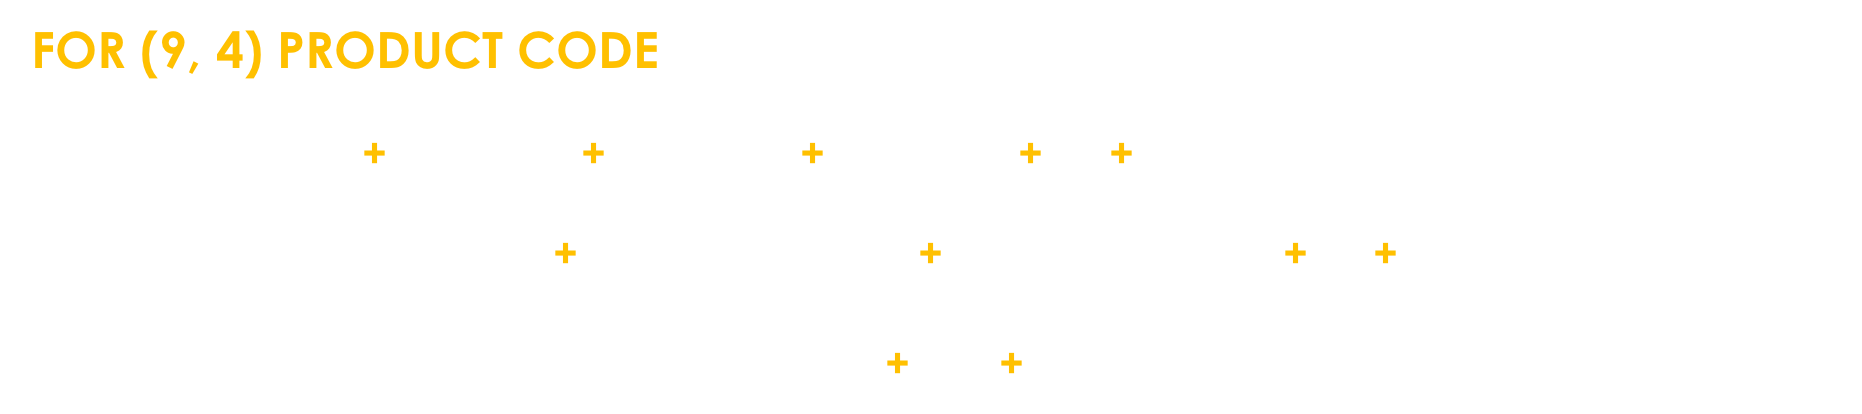 FOR (9, 4) PRODUCT CODE
+ + + + +
+ + + +
+ +